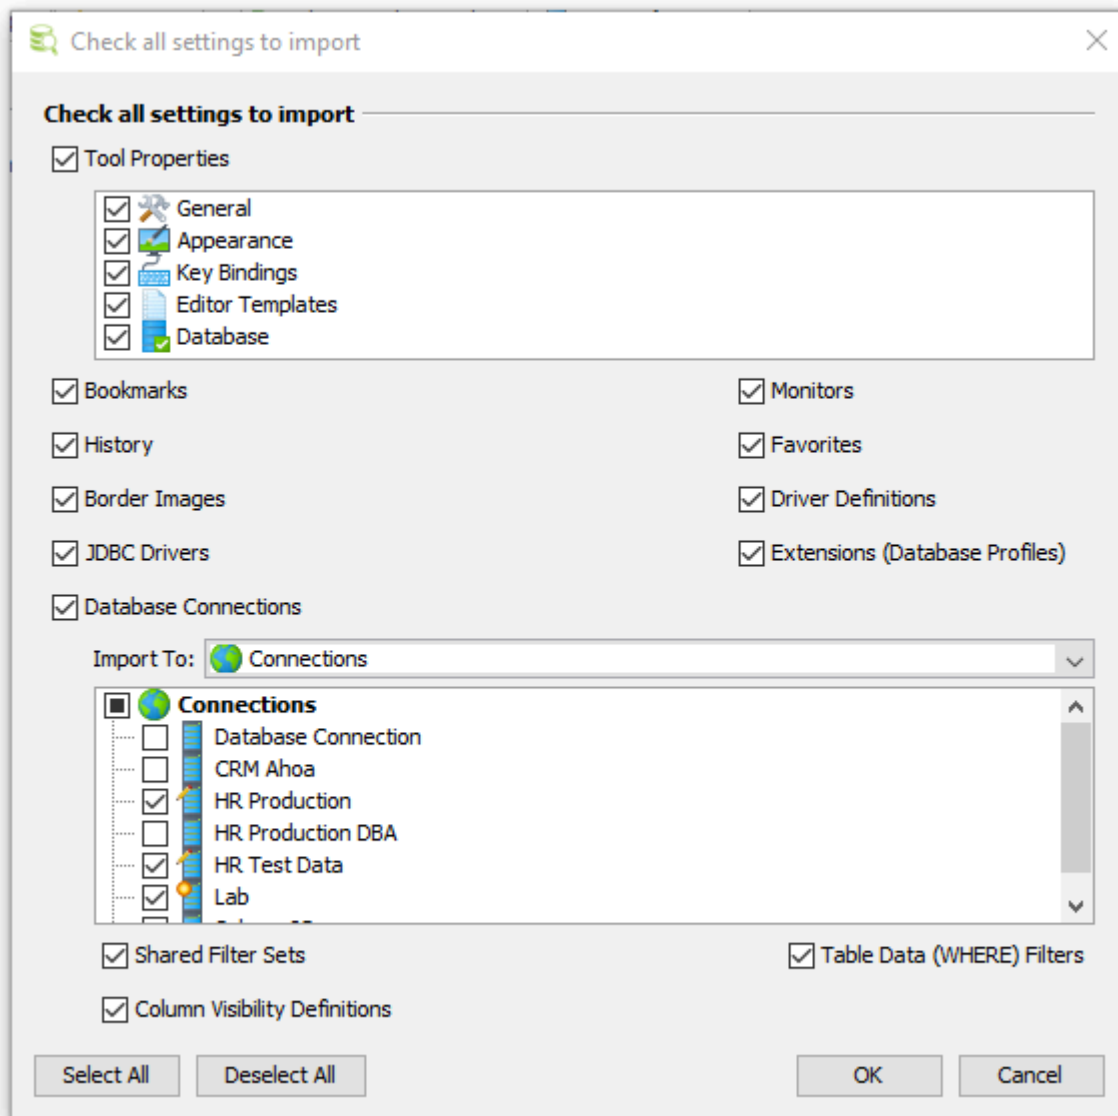 Check all settings to import
Check all settings to import
Tool Properties
General
Appearance
Key Bindings
Editor Templates
Database
Bookmarks
Monitors
History
Favorites
Border Images
Driver Definitions
JDBC Drivers
Extensions (Database Profiles)
Database Connections
Import To: Connections
Connections
Database Connection
CRM Ahoa
HR Production
HR Production DBA
HR Test Data
Lab
Shared Filter Sets
Table Data (WHERE) Filters
Column Visibility Definitions
Select All
Deselect All
OK
Cancel